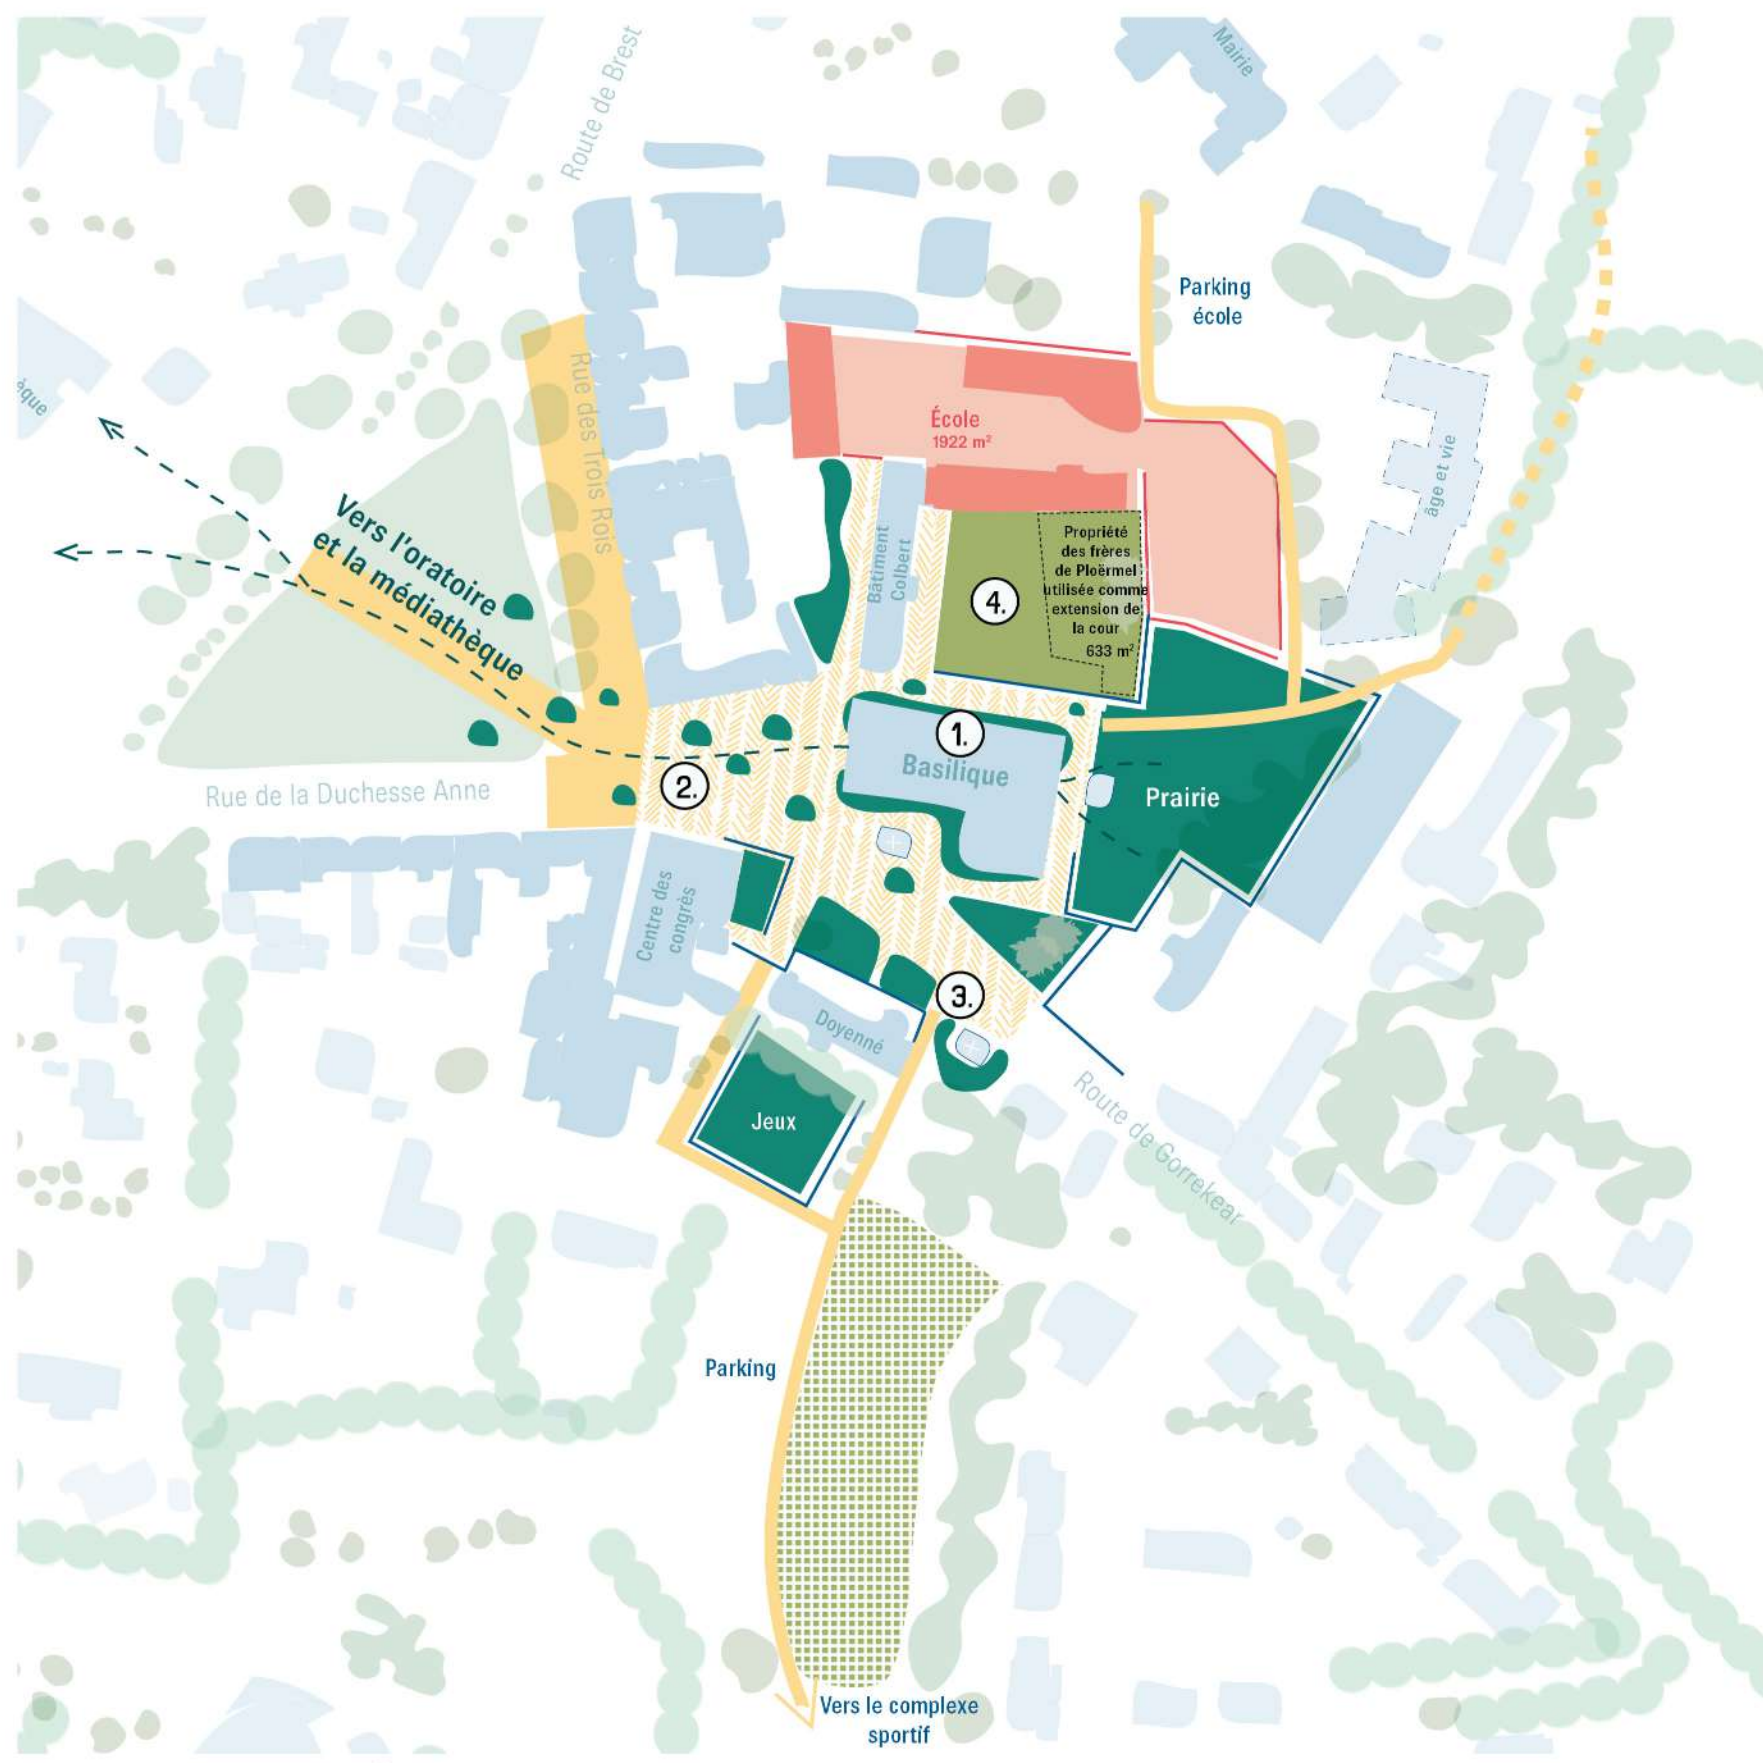 Mairie
Route de Brest
Parking
école
Rue des Trois Rois
èque
École
1922 m²
âge et vie
Vers l'oratoire
et la médiathèque
Bâtiment
Colbert
Propriété
des frères
de Ploërmel
utilisée comme
extension de
la cour
633 m²
4.
1.
Basilique
2.
Rue de la Duchesse Anne
Prairie
Centre des
congrès
3.
Doyenné
Jeux
Route de Gorrekear
Parking
Vers le complexe
sportif